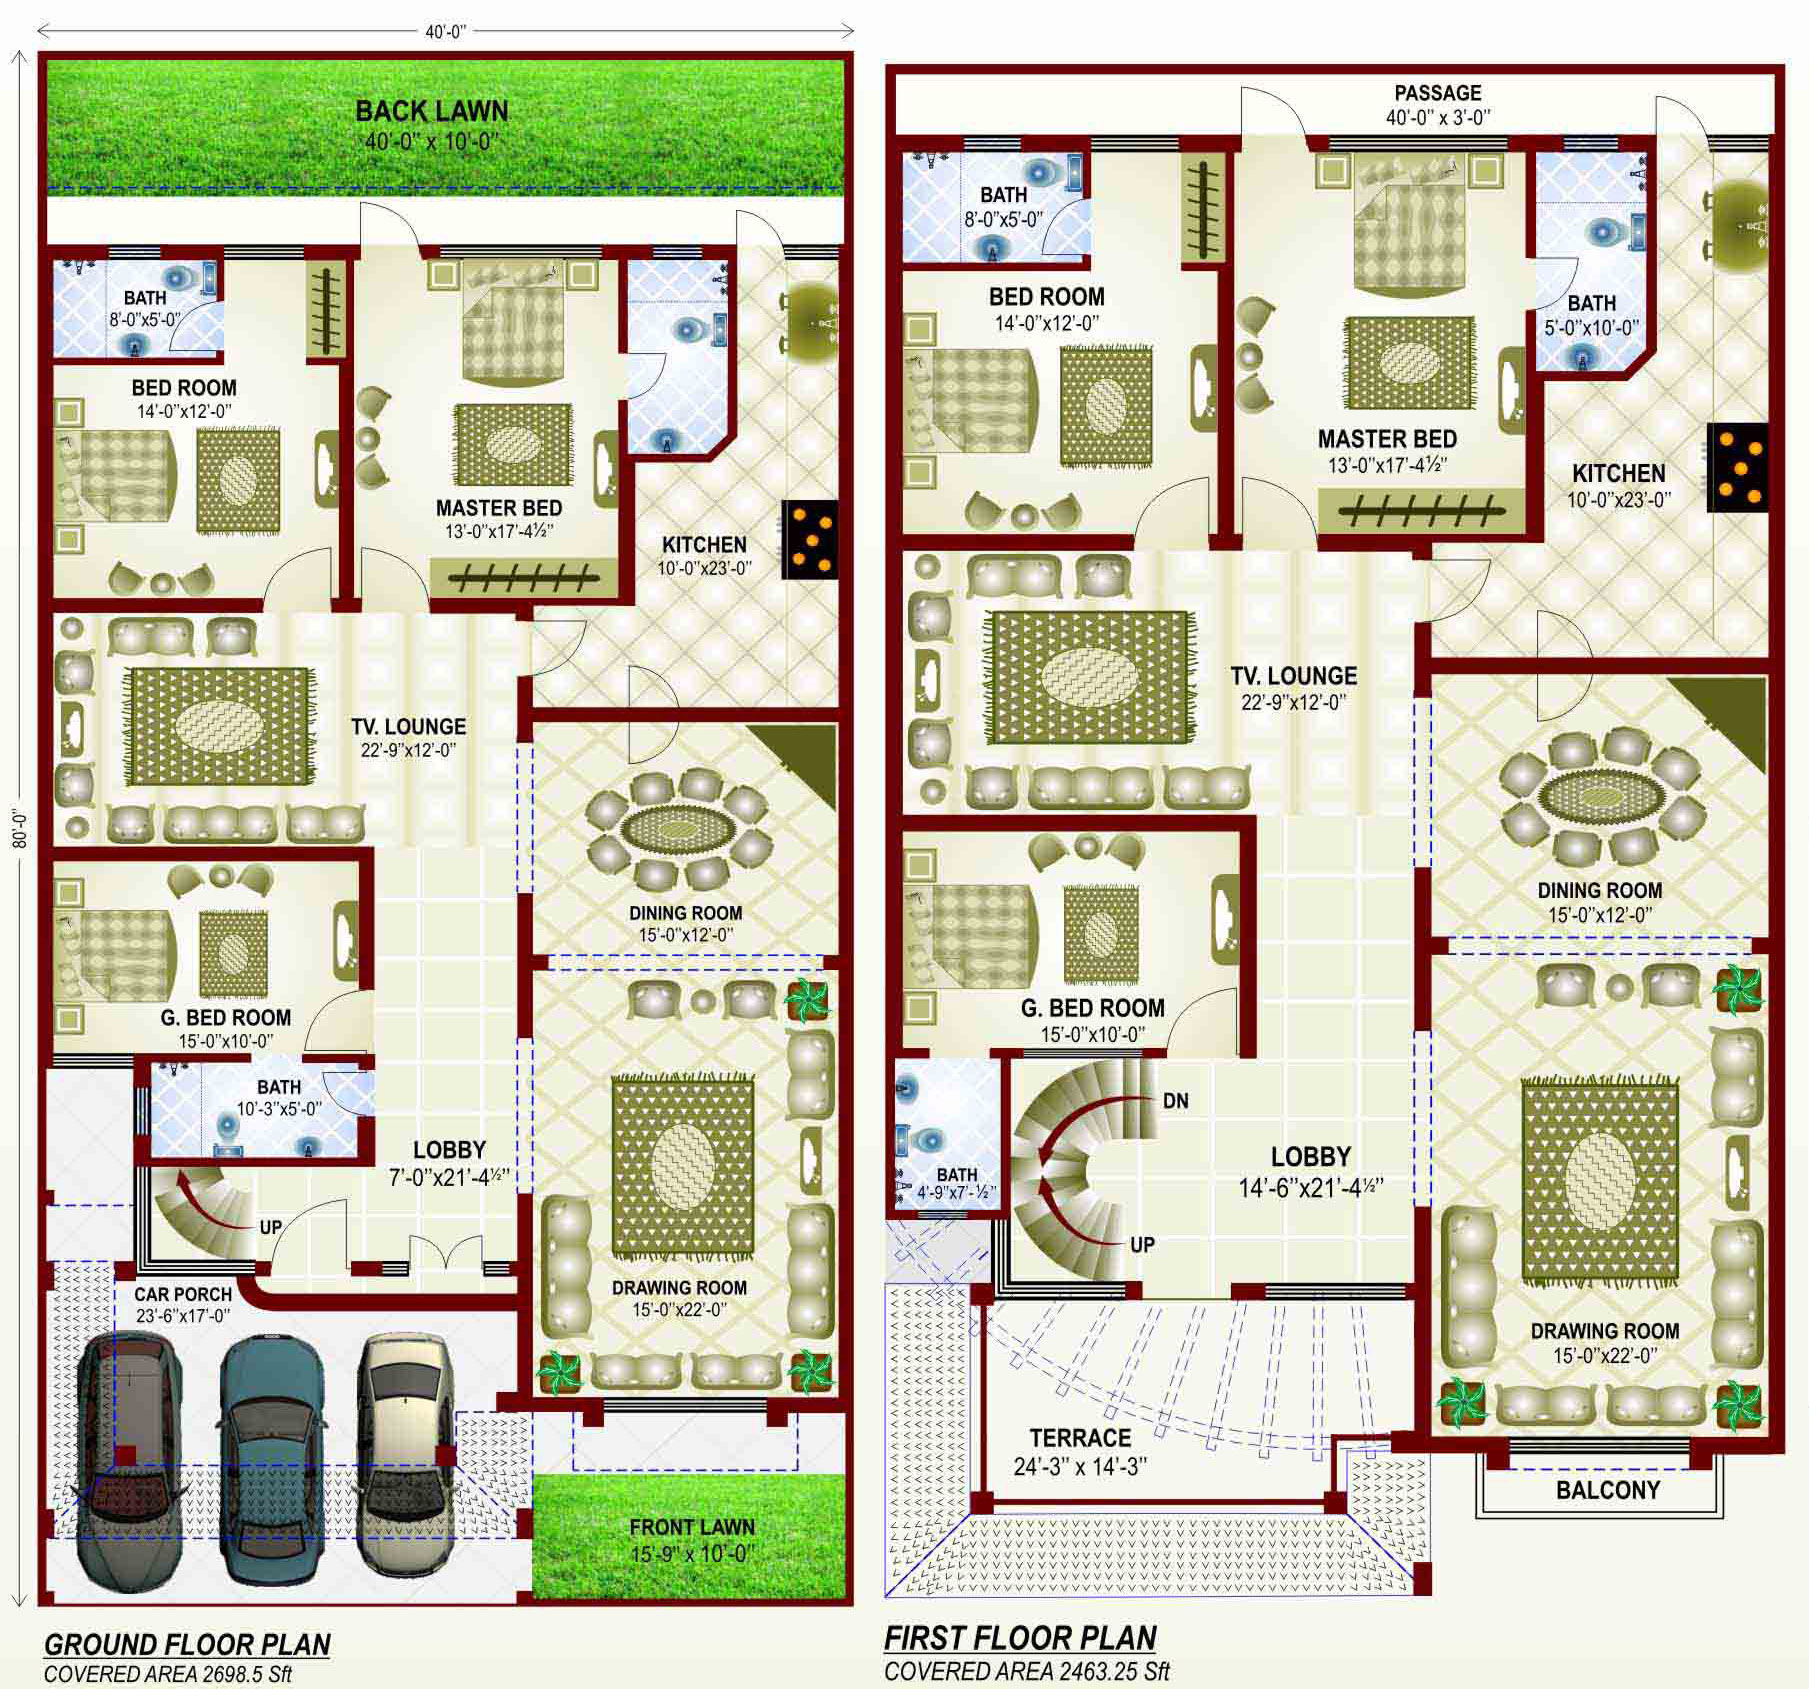 40'-0"
80'-0"
BACK LAWN
40'-0" x 10'-0"
BATH
8'-0"x5'-0"
BED ROOM
14'-0"x12'-0"
MASTER BED
13'-0"x17'-4½"
KITCHEN
10'-0"x23'-0"
TV. LOUNGE
22'-9"x12'-0"
DINING ROOM
15'-0"x12'-0"
G. BED ROOM
15'-0"x10'-0"
BATH
10'-3"x5'-0"
LOBBY
7'-0"x21'-4½"
UP
CAR PORCH
23'-6"x17'-0"
DRAWING ROOM
15'-0"x22'-0"
FRONT LAWN
15'-9" x 10'-0"
GROUND FLOOR PLAN
COVERED AREA 2698.5 Sft
PASSAGE
40'-0" x 3'-0"
BATH
8'-0"x5'-0"
BED ROOM
14'-0"x12'-0"
BATH
5'-0"x10'-0"
MASTER BED
13'-0"x17'-4½"
KITCHEN
10'-0"x23'-0"
TV. LOUNGE
22'-9"x12'-0"
DINING ROOM
15'-0"x12'-0"
G. BED ROOM
15'-0"x10'-0"
DN
BATH
4'-9"x7'-½"
LOBBY
14'-6"x21'-4½"
UP
DRAWING ROOM
15'-0"x22'-0"
TERRACE
24'-3" x 14'-3"
BALCONY
FIRST FLOOR PLAN
COVERED AREA 2463.25 Sft